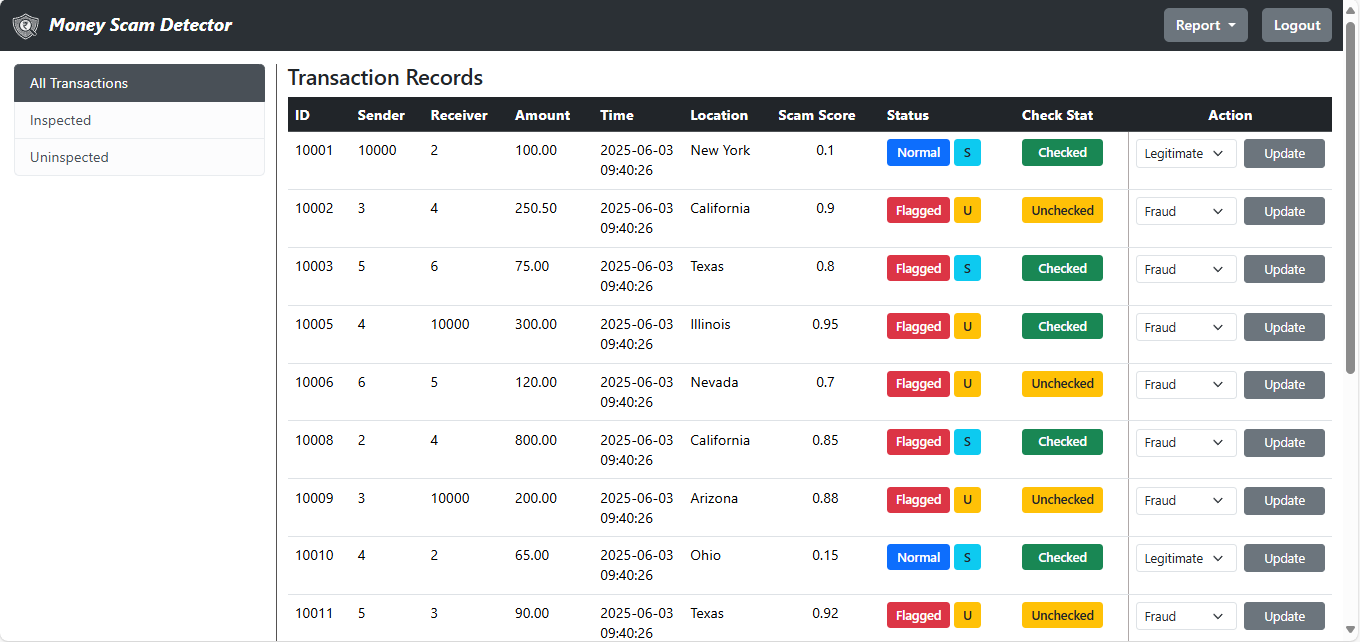 Money Scam Detector
Report
Logout
All Transactions
Inspected
Uninspected
Transaction Records
ID Sender Receiver Amount Time Location Scam Score Status Check Stat Action
10001 10000 2 100.00 2025-06-03 New York 0.1 Normal S Checked Legitimate Update
09:40:26
10002 3 4 250.50 2025-06-03 California 0.9 Flagged U Unchecked Fraud Update
09:40:26
10003 5 6 75.00 2025-06-03 Texas 0.8 Flagged S Checked Fraud Update
09:40:26
10005 4 10000 300.00 2025-06-03 Illinois 0.95 Flagged U Checked Fraud Update
09:40:26
10006 6 5 120.00 2025-06-03 Nevada 0.7 Flagged U Unchecked Fraud Update
09:40:26
10008 2 4 800.00 2025-06-03 California 0.85 Flagged S Checked Fraud Update
09:40:26
10009 3 10000 200.00 2025-06-03 Arizona 0.88 Flagged U Unchecked Fraud Update
09:40:26
10010 4 2 65.00 2025-06-03 Ohio 0.15 Normal S Checked Legitimate Update
09:40:26
10011 5 3 90.00 2025-06-03 Texas 0.92 Flagged U Unchecked Fraud Update
09:40:26